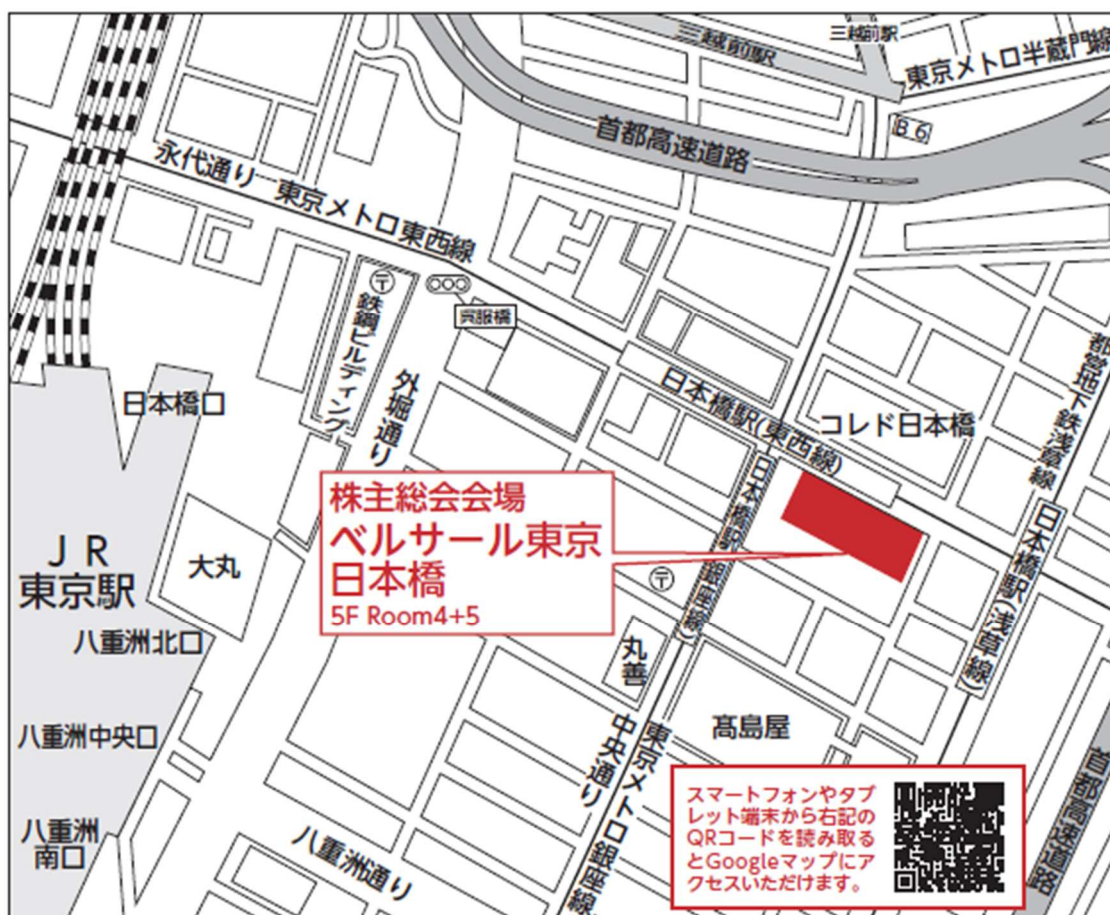 三越前駅
三越前駅
東京メトロ半蔵門線
B 6
首都高速道路
永代通り
東京メトロ東西線
〒
鉄鋼ビルディング
呉服橋
外堀通り
日本橋口
日本橋駅(東西線)
コレド日本橋
都営地下鉄浅草線
株主総会会場
ベルサール東京
日本橋
5F Room4+5
日本橋駅(銀座線)
日本橋駅(浅草線)
JR
東京駅
大丸
〒
八重洲北口
丸善
八重洲中央口
髙島屋
中央通り
東京メトロ銀座線
八重洲
南口
八重洲通り
首都高速道路
スマートフォンやタブ
レット端末から右記の
QRコードを読み取る
とGoogleマップにア
クセスいただけます。